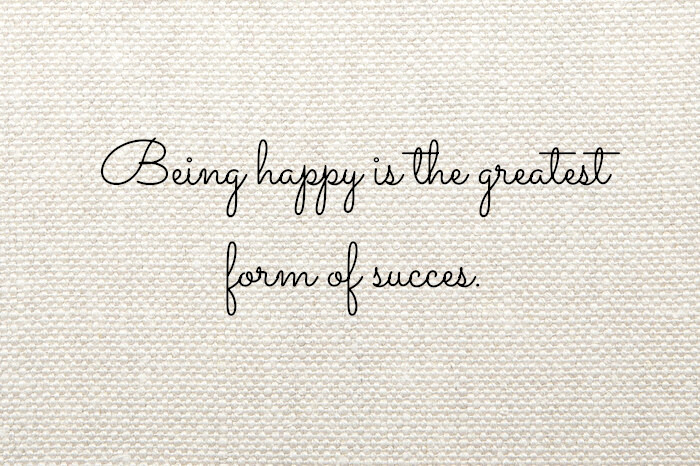 Being happy is the greatest
form of succes.